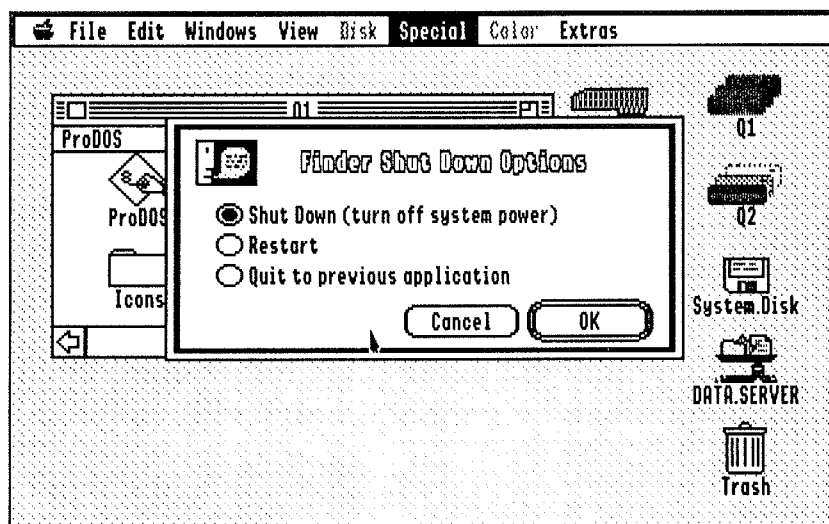 File Edit Windows View Disk Special Color Extras
Q1
ProDOS
ProDOS
Icons
Finder Shut Down Options
Shut Down (turn off system power)
Restart
Quit to previous application
Cancel
OK
Q1
Q2
System.Disk
DATA.SERVER
Trash